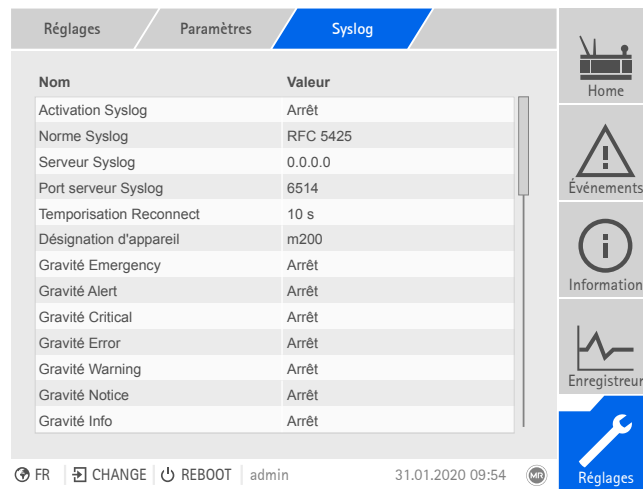 Réglages Paramètres Syslog
Nom Valeur
Activation Syslog Arrêt
Norme Syslog RFC 5425
Serveur Syslog 0.0.0.0
Port serveur Syslog 6514
Temporisation Reconnect 10 s
Désignation d'appareil m200
Gravité Emergency Arrêt
Gravité Alert Arrêt
Gravité Critical Arrêt
Gravité Error Arrêt
Gravité Warning Arrêt
Gravité Notice Arrêt
Gravité Info Arrêt
FR CHANGE REBOOT admin 31.01.2020 09:54 MR
Home
Événements
Information
Enregistreur
Réglages